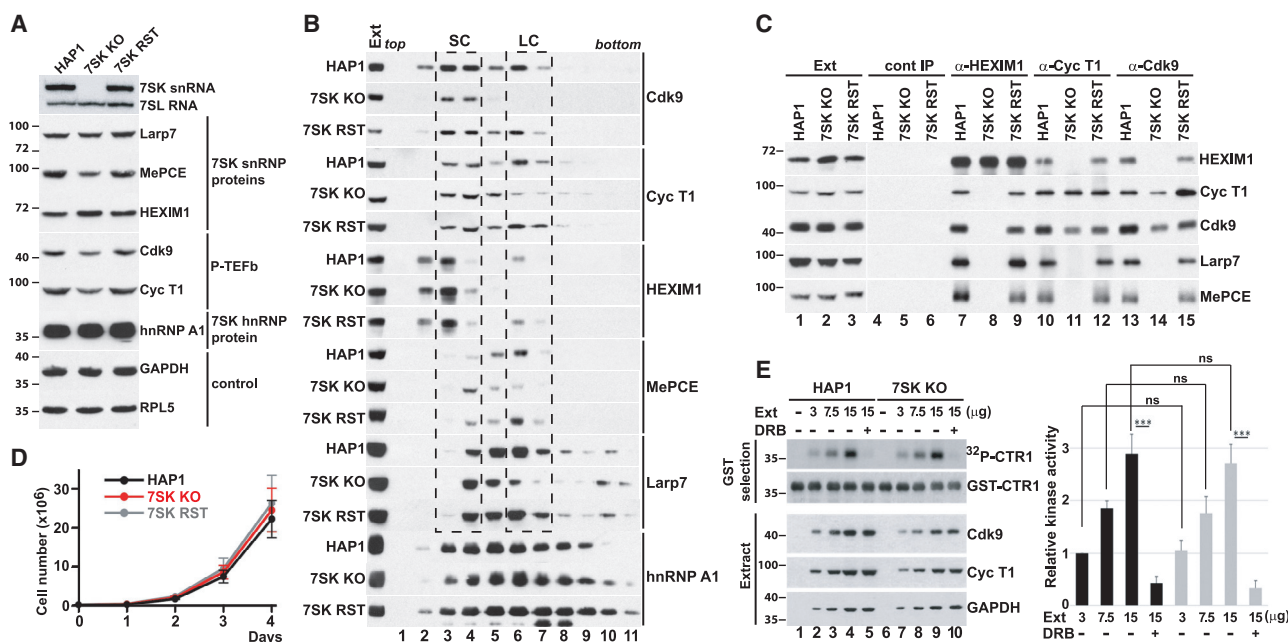 A
HAP1 7SK KO 7SK RST
7SK snRNA
7SL RNA
100
Larp7
72
100
MePCE
7SK snRNP proteins
72
HEXIM1
Cdk9
40
P-TEFb
100
Cyc T1
hnRNP A1
7SK hnRNP protein
35
40
GAPDH
control
35
RPL5
B
Ext top SC LC bottom
HAP1
7SK KO
Cdk9
7SK RST
HAP1
7SK KO
Cyc T1
7SK RST
HAP1
7SK KO
HEXIM1
7SK RST
HAP1
7SK KO
MePCE
7SK RST
HAP1
7SK KO
Larp7
7SK RST
HAP1
7SK KO
hnRNP A1
7SK RST
1 2 3 4 5 6 7 8 9 10 11
C
Ext cont IP α-HEXIM1 α-Cyc T1 α-Cdk9
HAP1 7SK KO 7SK RST HAP1 7SK KO 7SK RST HAP1 7SK KO 7SK RST HAP1 7SK KO 7SK RST HAP1 7SK KO 7SK RST
72
HEXIM1
100
Cyc T1
40
Cdk9
100
Larp7
100
MePCE
1 2 3 4 5 6 7 8 9 10 11 12 13 14 15
D
HAP1
7SK KO
7SK RST
Cell number (x10⁶)
30
20
10
0
0 1 2 3 4
Days
E
HAP1 7SK KO
Ext - 3 7.5 15 15 - 3 7.5 15 15 (µg)
DRB + +
GST selection
35
³²P-CTR1
35
GST-CTR1
Extract
40
Cdk9
100
Cyc T1
40
GAPDH
35
1 2 3 4 5 6 7 8 9 10
ns
ns
ns
*** ***
Relative kinase activity
3
2
1
0
Ext 3 7.5 15 15 3 7.5 15 15 (µg)
DRB - - - + - - - +